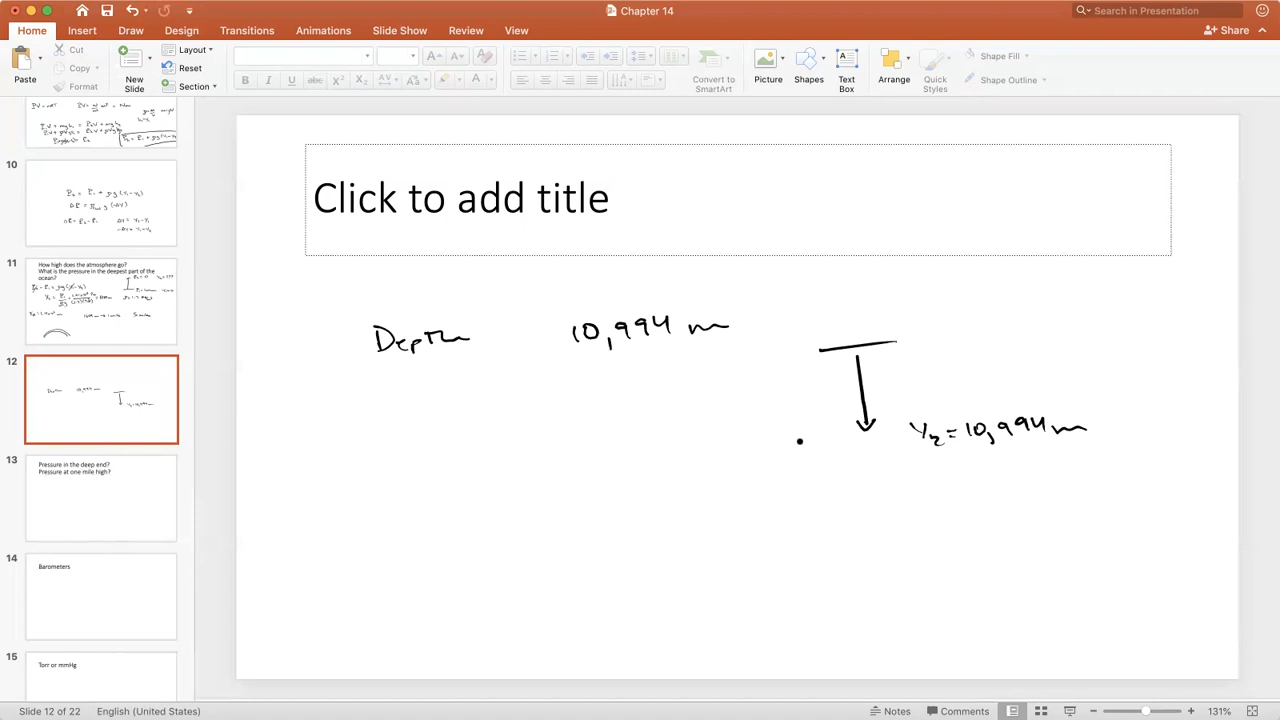 Chapter 14
Search in Presentation
Home Insert Draw Design Transitions Animations Slide Show Review View
Share
Paste
Cut
Copy
Format
New
Slide
Layout
Reset
Section
Convert to
SmartArt
Picture
Shapes
Text
Box
Arrange
Quick
Styles
Shape Fill
Shape Outline
10
11
How high does the atmosphere go?
What is the pressure in the deepest part of the
ocean?
12
13
Pressure in the deep end?
Pressure at one mile high?
14
Barometers
15
Torr or mmHg
Click to add title
Depth 10,994 m
Y2=10,994 m
Slide 12 of 22 English (United States)
Notes Comments 131%